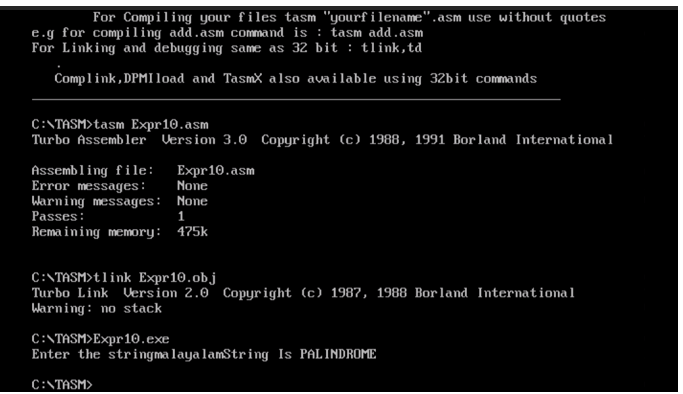 For Compiling your files tasm "yourfilename".asm use without quotes
e.g for compiling add.asm command is : tasm add.asm
For Linking and debugging same as 32 bit : tlink,td
.
Complink,DPMIload and TasmX also available using 32bit commands
C:\TASM>tasm Expr10.asm
Turbo Assembler  Version 3.0  Copyright (c) 1988, 1991 Borland International
Assembling file:   Expr10.asm
Error messages:    None
Warning messages:  None
Passes:            1
Remaining memory:  475k
C:\TASM>tlink Expr10.obj
Turbo Link  Version 2.0  Copyright (c) 1987, 1988 Borland International
Warning: no stack
C:\TASM>Expr10.exe
Enter the stringmalayalamString Is PALINDROME
C:\TASM>